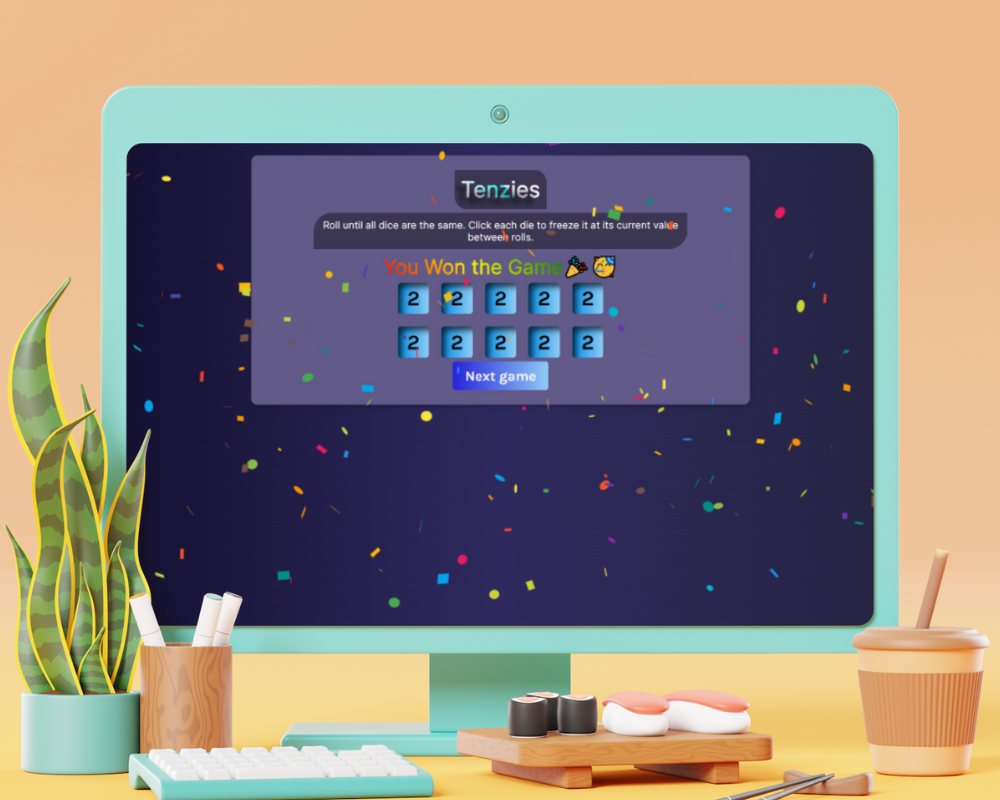 Tenzies
Roll until all dice are the same. Click each die to freeze it at its current value
between rolls.
You Won the Game🎉🥳
2 2 2 2 2
2 2 2 2 2
Next game